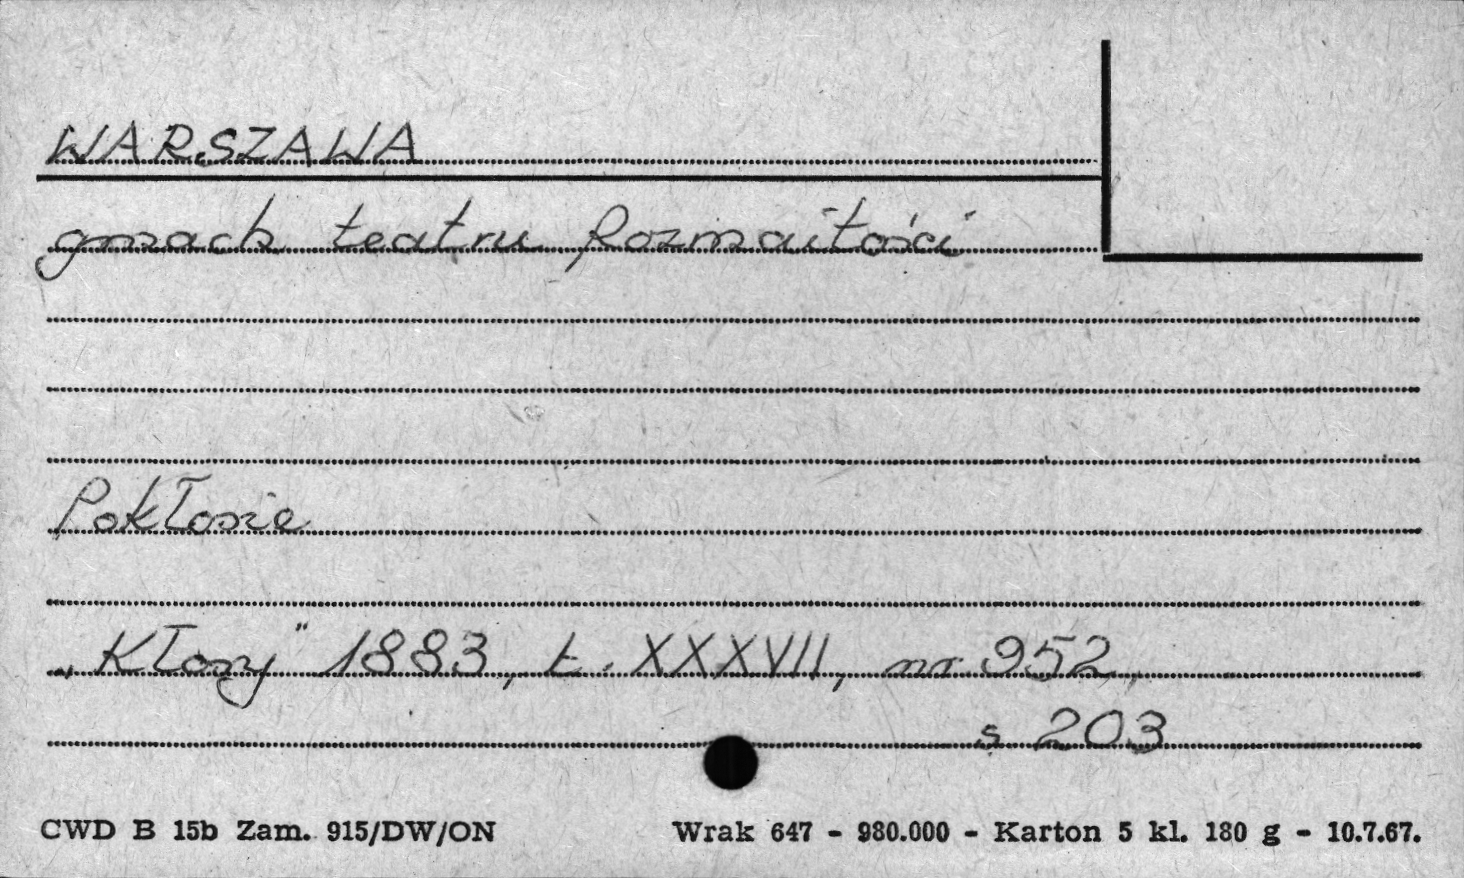 WARSZAWA
gmach teatru Rozmaitości
Pokłosie
„Kłosy" 1883, t. XXXVII, nr 952,
s 203
CWD B 15b Zam. 915/DW/ON Wrak 647 - 980.000 - Karton 5 kl. 180 g - 10.7.67.